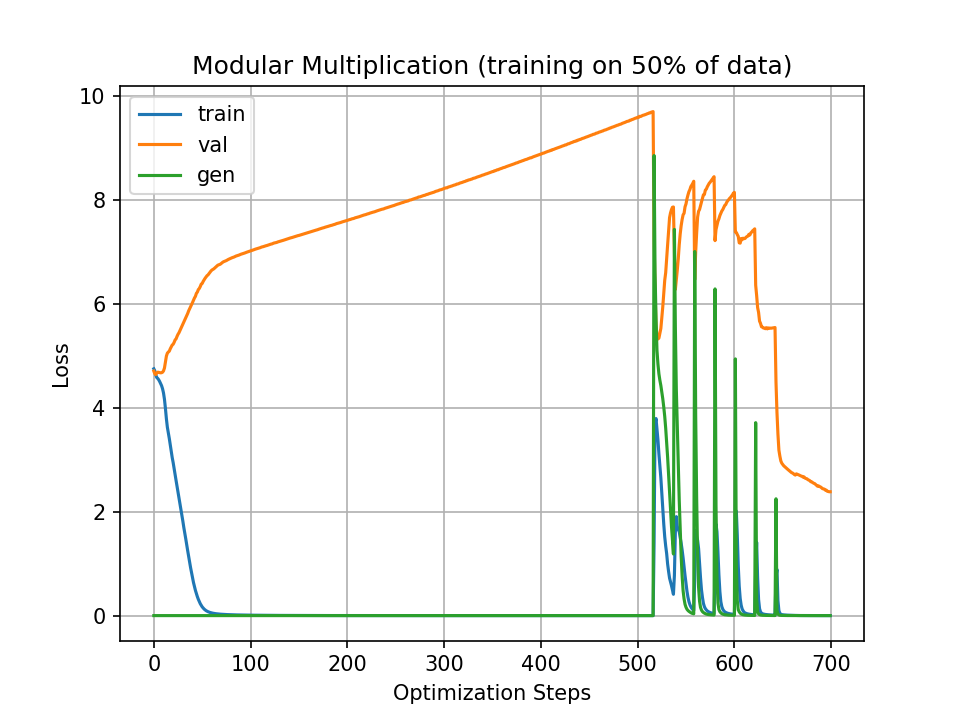 Modular Multiplication (training on 50% of data)
10
8
6
4
2
0
Loss
train
val
gen
0 100 200 300 400 500 600 700
Optimization Steps